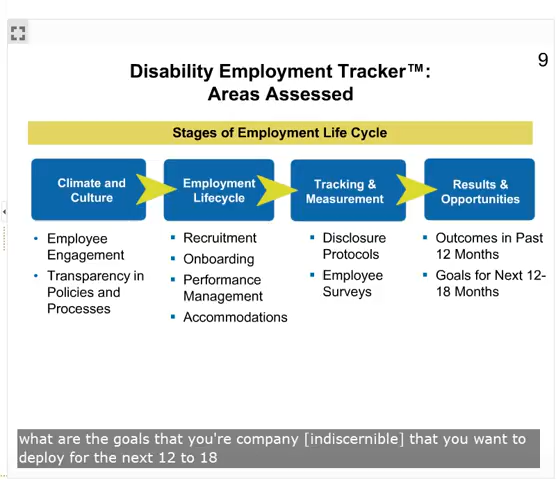 9
Disability Employment Tracker™:
Areas Assessed
Stages of Employment Life Cycle
Climate and
Culture
Employee
Engagement
Transparency in
Policies and
Processes
Employment
Lifecycle
Recruitment
Onboarding
Performance
Management
Accommodations
Tracking &
Measurement
Disclosure
Protocols
Employee
Surveys
Results &
Opportunities
Outcomes in Past
12 Months
Goals for Next 12-
18 Months
what are the goals that you're company [indiscernible] that you want to
deploy for the next 12 to 18